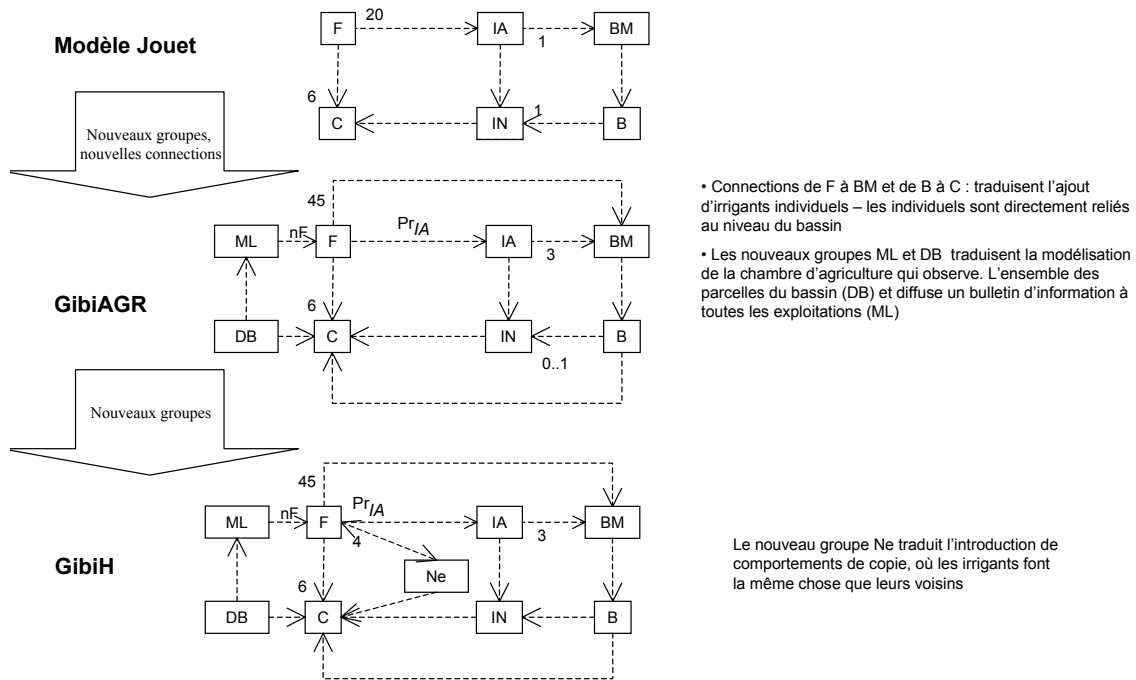 20
F
IA
BM
1
Modèle Jouet
6
1
C
IN
B
Nouveaux groupes,
nouvelles connections
45
nF
Pr IA
ML
F
IA
BM
3
GibiAGR
6
DB
C
IN
B
0..1
• Connections de F à BM et de B à C : traduisent l’ajout
d’irrigants individuels – les individuels sont directement reliés
au niveau du bassin
• Les nouveaux groupes ML et DB traduisent la modélisation
de la chambre d’agriculture qui observe. L’ensemble des
parcelles du bassin (DB) et diffuse un bulletin d’information à
toutes les exploitations (ML)
Nouveaux groupes
45
nF
Pr IA
ML
F
IA
BM
4
3
GibiH
Ne
6
DB
C
IN
B
Le nouveau groupe Ne traduit l’introduction de
comportements de copie, où les irrigants font
la même chose que leurs voisins